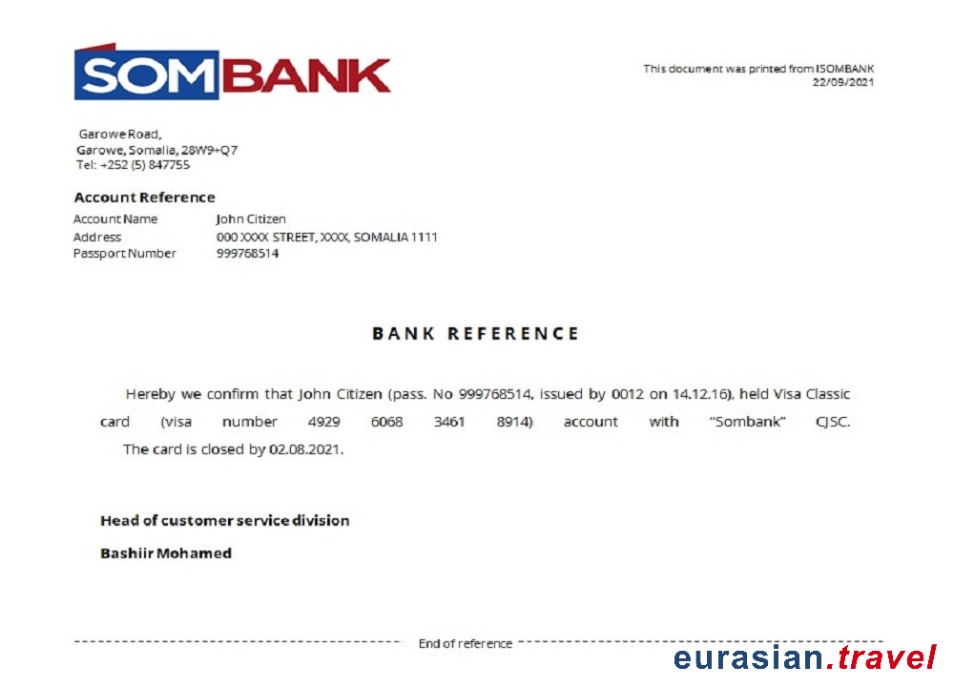 SOMBANK
This document was printed from ISOMBANK
22/09/2021
Garowe Road,
Garowe, Somalia, 28W9+Q7
Tel: +252 (5) 847755
Account Reference
Account Name John Citizen
Address 000 XXXX STREET, XXXX, SOMALIA 1111
Passport Number 999768514
BANK REFERENCE
Hereby we confirm that John Citizen (pass. No 999768514, issued by 0012 on 14.12.16), held Visa Classic
card (visa number 4929 6068 3461 8914) account with “Sombank” CJSC.
The card is closed by 02.08.2021.
Head of customer service division
Bashiir Mohamed
End of reference
eurasian.travel